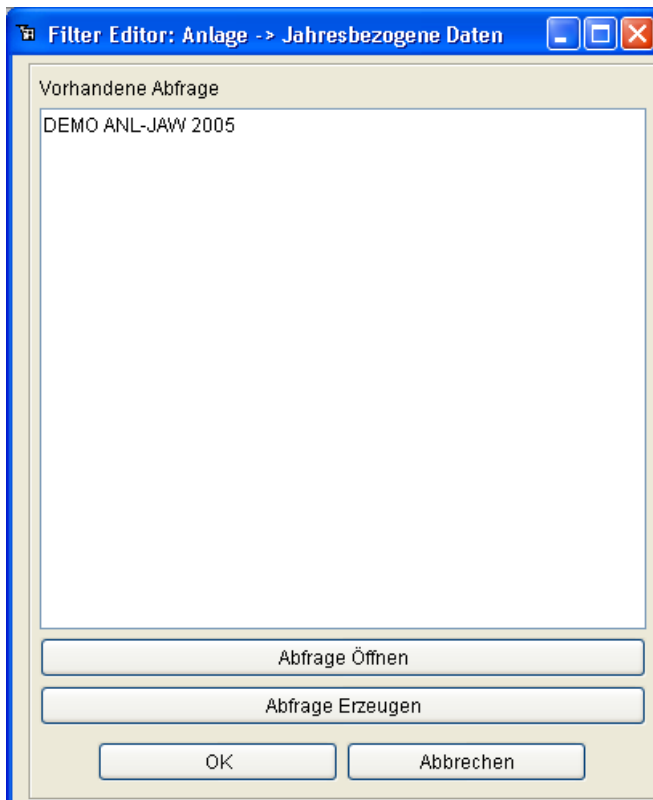 Filter Editor: Anlage -> Jahresbezogene Daten
Vorhandene Abfrage
DEMO ANL-JAW 2005
Abfrage Öffnen
Abfrage Erzeugen
OK Abbrechen